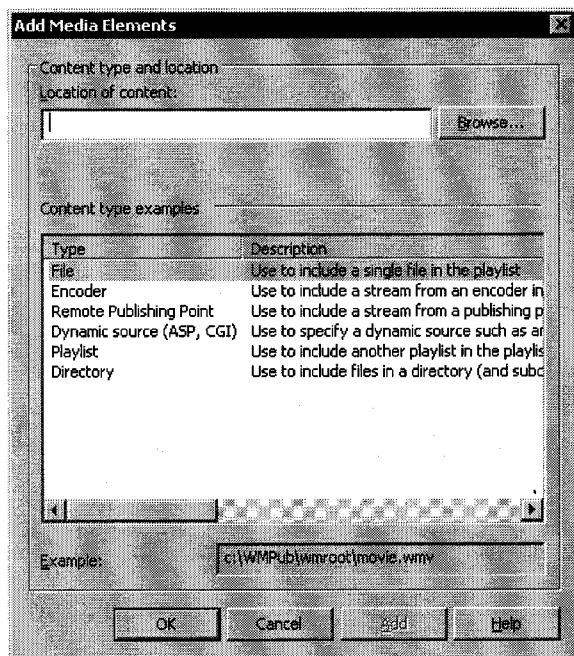 Add Media Elements
Content type and location
Location of content:
Browse...
Content type examples
Type Description
File Use to include a single file in the playlist
Encoder Use to include a stream from an encoder in
Remote Publishing Point Use to include a stream from a publishing p
Dynamic source (ASP, CGI) Use to specify a dynamic source such as an
Playlist Use to include another playlist in the playlis
Directory Use to include files in a directory (and subd
Example: c:\WMPub\wmroot\movie.wmv
OK Cancel Add Help